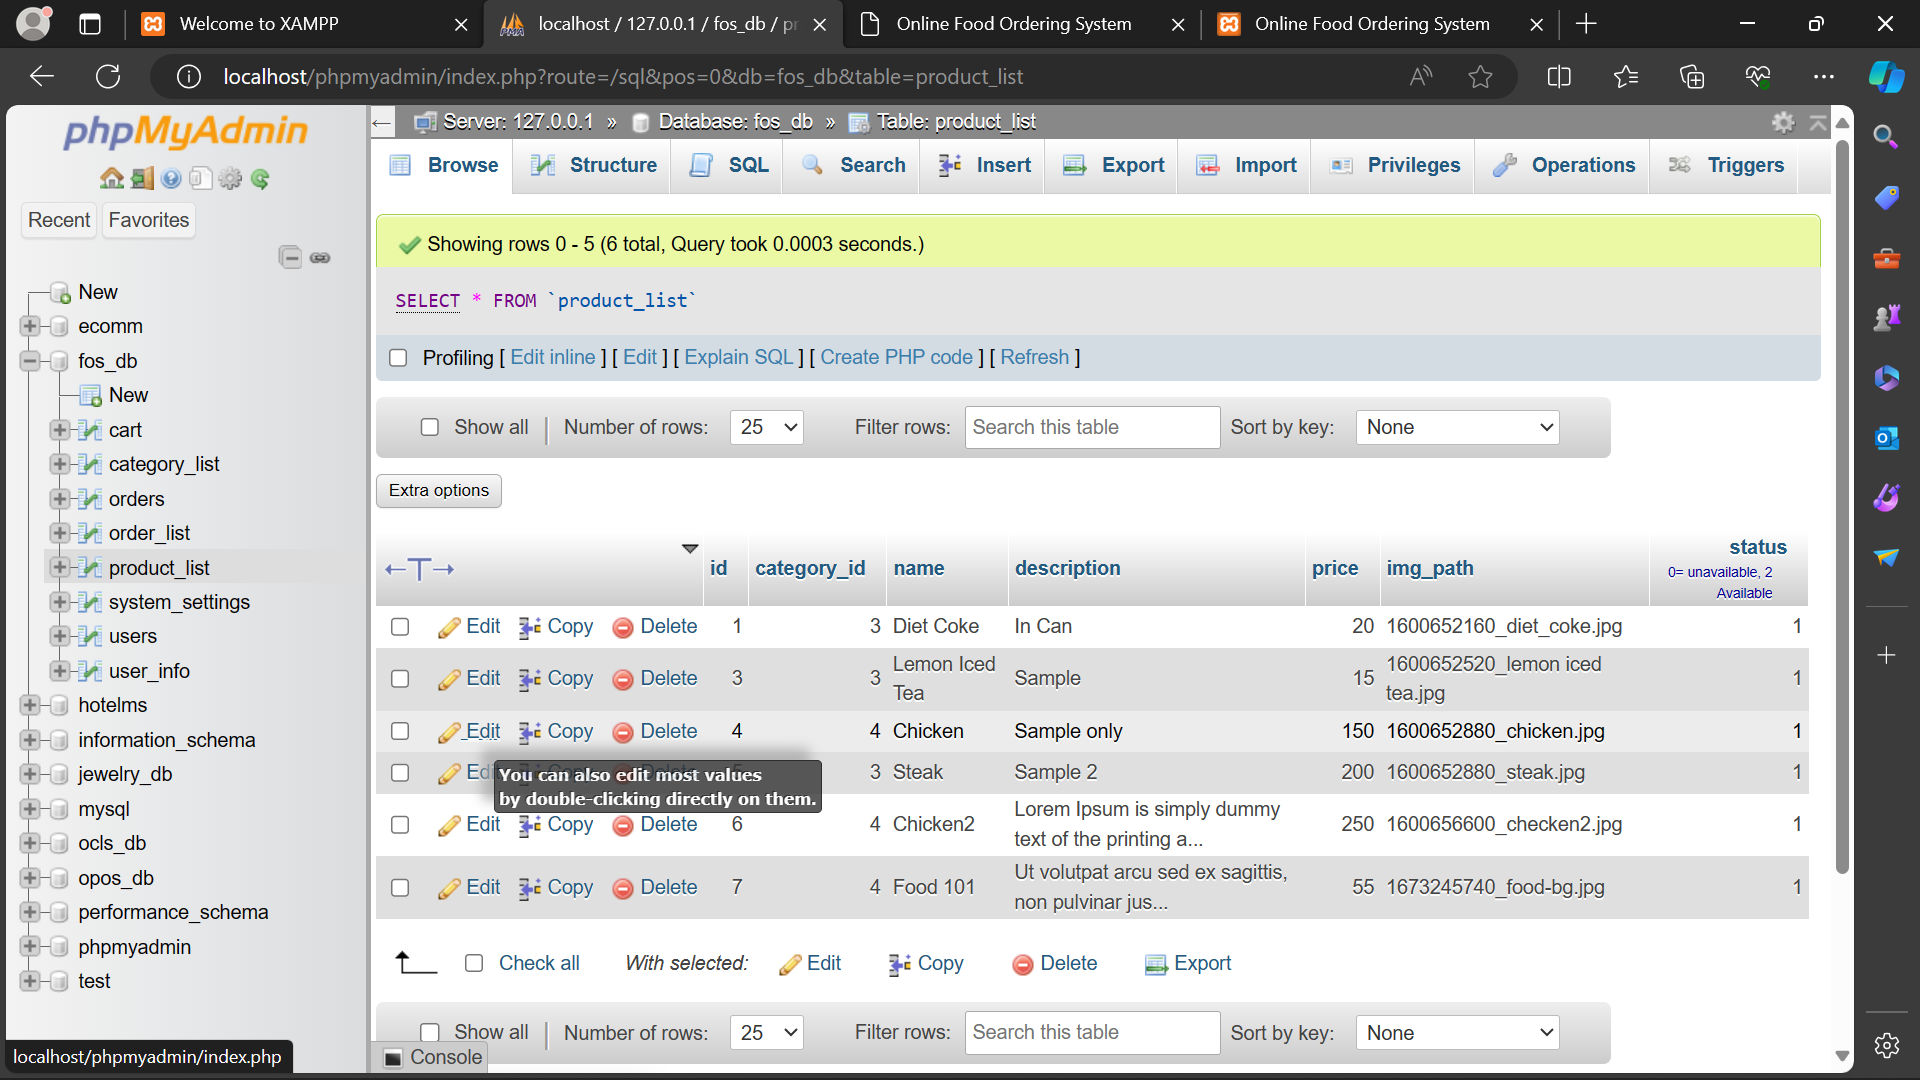 Welcome to XAMPP
localhost / 127.0.0.1 / fos_db / pr
Online Food Ordering System
Online Food Ordering System
localhost/phpmyadmin/index.php?route=/sql&pos=0&db=fos_db&table=product_list
phpMyAdmin
Recent Favorites
New
ecomm
fos_db
New
cart
category_list
orders
order_list
product_list
system_settings
users
user_info
hotelms
information_schema
jewelry_db
mysql
ocls_db
opos_db
performance_schema
phpmyadmin
test
localhost/phpmyadmin/index.php
Server: 127.0.0.1 » Database: fos_db » Table: product_list
Browse Structure SQL Search Insert Export Import Privileges Operations Triggers
Showing rows 0 - 5 (6 total, Query took 0.0003 seconds.)
SELECT * FROM `product_list`
Profiling [ Edit inline ] [ Edit ] [ Explain SQL ] [ Create PHP code ] [ Refresh ]
Show all | Number of rows: 25 Filter rows: Search this table Sort by key: None
Extra options
←T→ id category_id name description price img_path status
0= unavailable, 2
Available
Edit Copy Delete 1 3 Diet Coke In Can 20 1600652160_diet_coke.jpg 1
Edit Copy Delete 3 3 Lemon Iced Tea Sample 15 1600652520_lemon iced tea.jpg 1
Edit Copy Delete 4 4 Chicken Sample only 150 1600652880_chicken.jpg 1
3 Steak Sample 2 200 1600652880_steak.jpg 1
You can also edit most values
by double-clicking directly on them.
Edit Copy Delete 6 4 Chicken2 Lorem Ipsum is simply dummy text of the printing a... 250 1600656600_checken2.jpg 1
Edit Copy Delete 7 4 Food 101 Ut volutpat arcu sed ex sagittis, non pulvinar jus... 55 1673245740_food-bg.jpg 1
Check all With selected: Edit Copy Delete Export
Show all | Number of rows: 25 Filter rows: Search this table Sort by key: None
Console